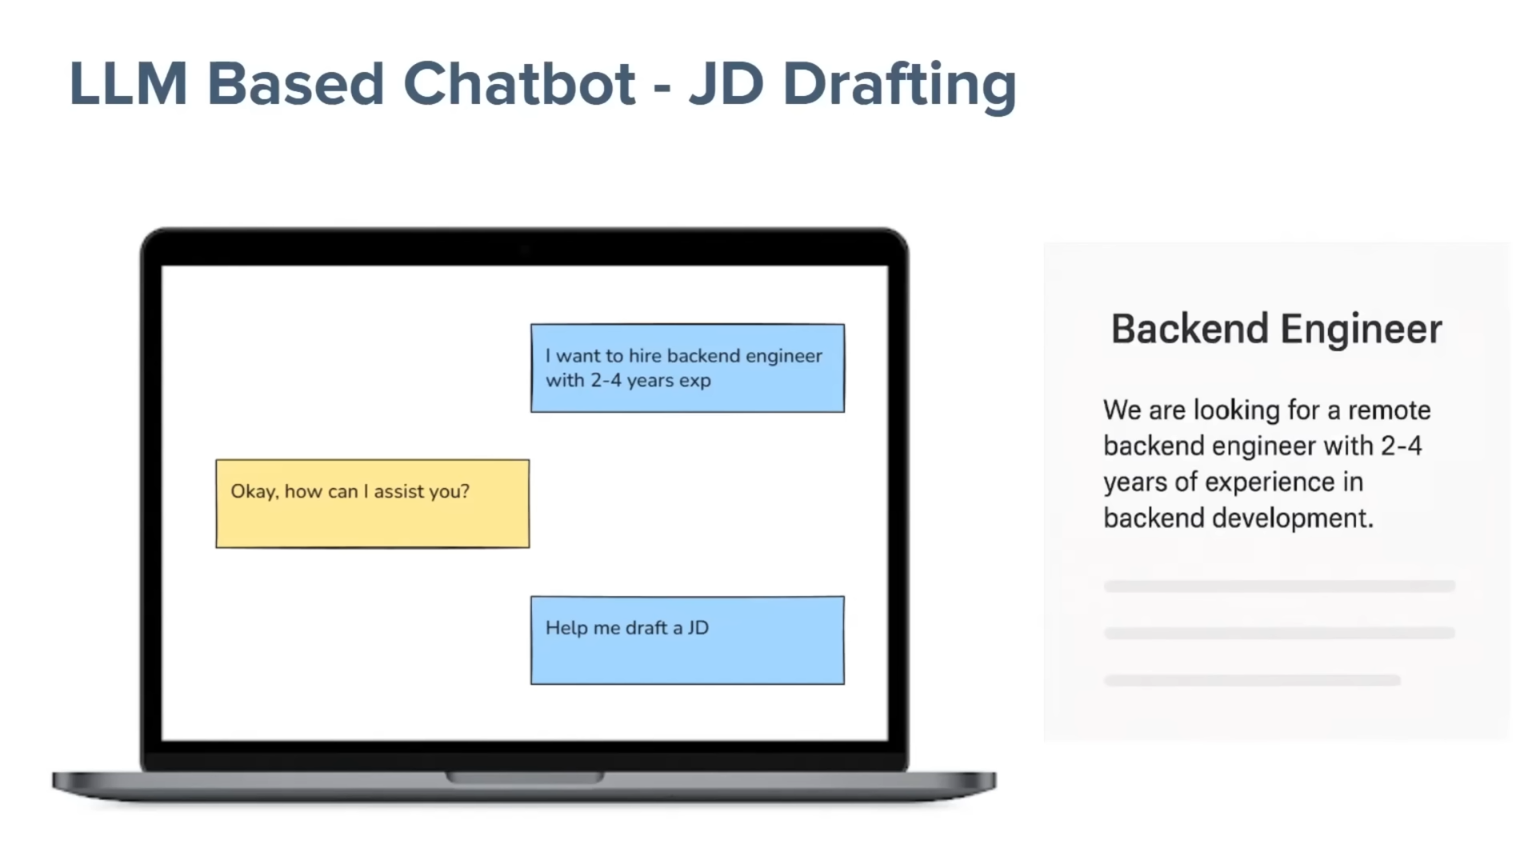 LLM Based Chatbot - JD Drafting
I want to hire backend engineer
with 2-4 years exp
Okay, how can I assist you?
Help me draft a JD
Backend Engineer
We are looking for a remote
backend engineer with 2-4
years of experience in
backend development.